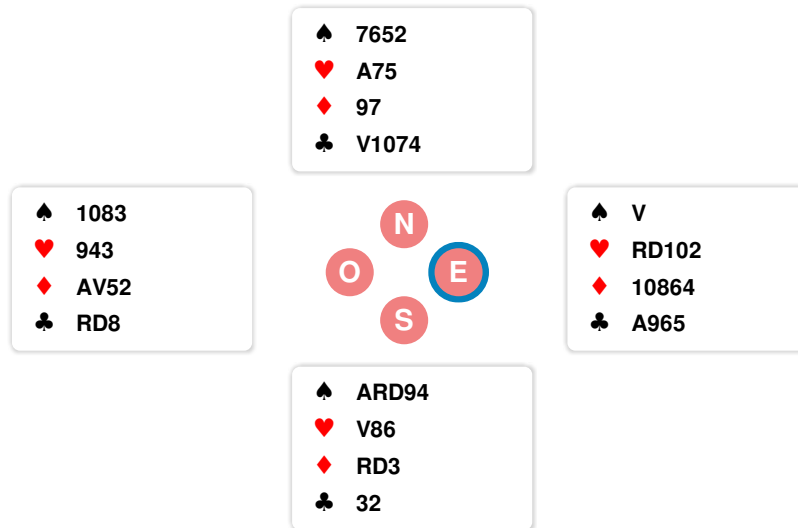 ♠ 7652
♥ A75
♦ 97
♣ V1074
♠ 1083
♥ 943
♦ AV52
♣ RD8
N
O E
S
♠ V
♥ RD102
♦ 10864
♣ A965
♠ ARD94
♥ V86
♦ RD3
♣ 32